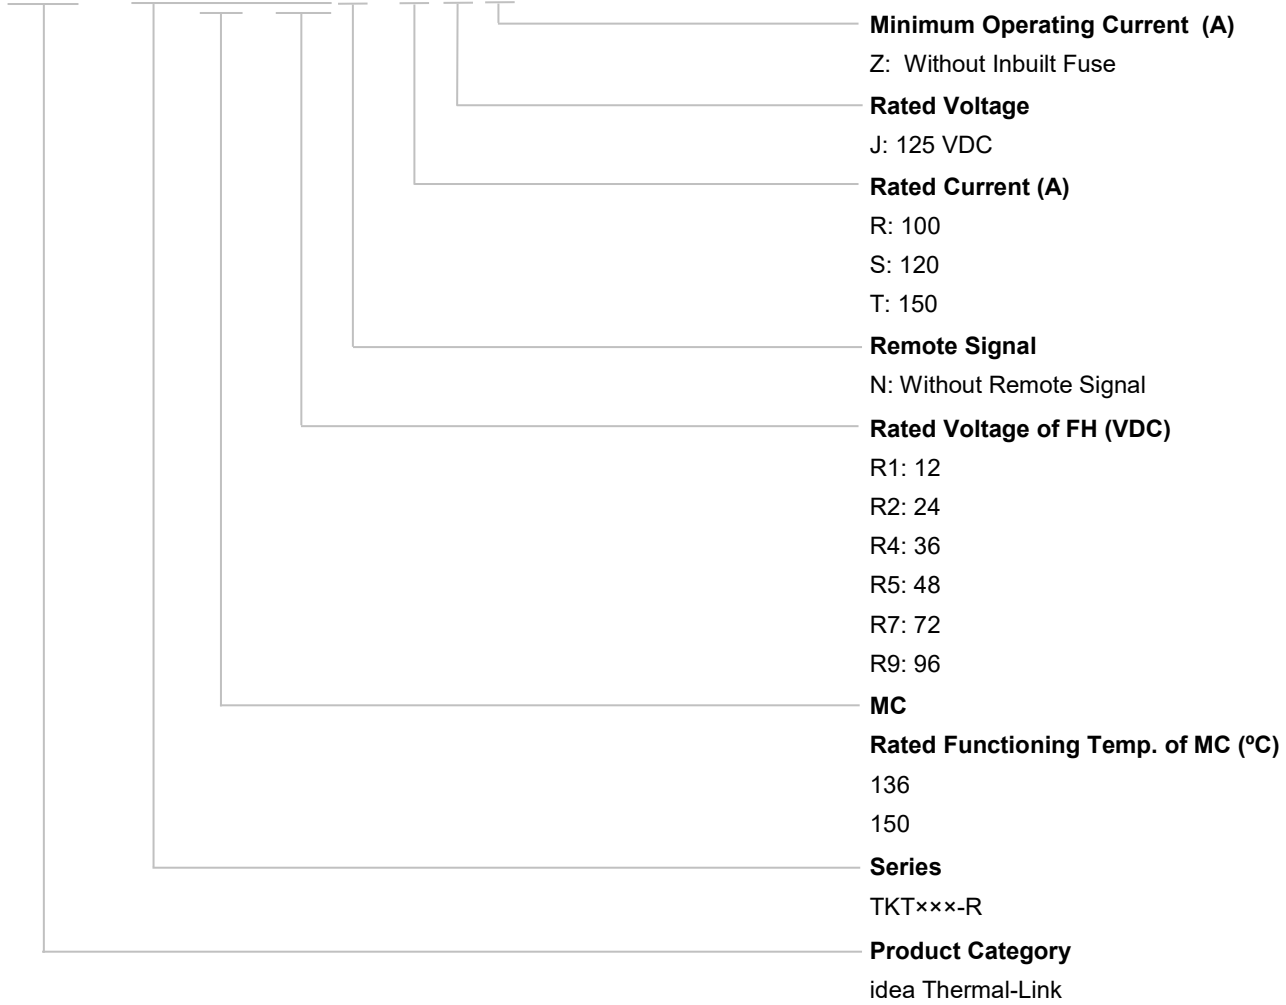 Minimum Operating Current (A)
Z: Without Inbuilt Fuse
Rated Voltage
J: 125 VDC
Rated Current (A)
R: 100
S: 120
T: 150
Remote Signal
N: Without Remote Signal
Rated Voltage of FH (VDC)
R1: 12
R2: 24
R4: 36
R5: 48
R7: 72
R9: 96
MC
Rated Functioning Temp. of MC (ºC)
136
150
Series
TKT×××-R
Product Category
idea Thermal-Link